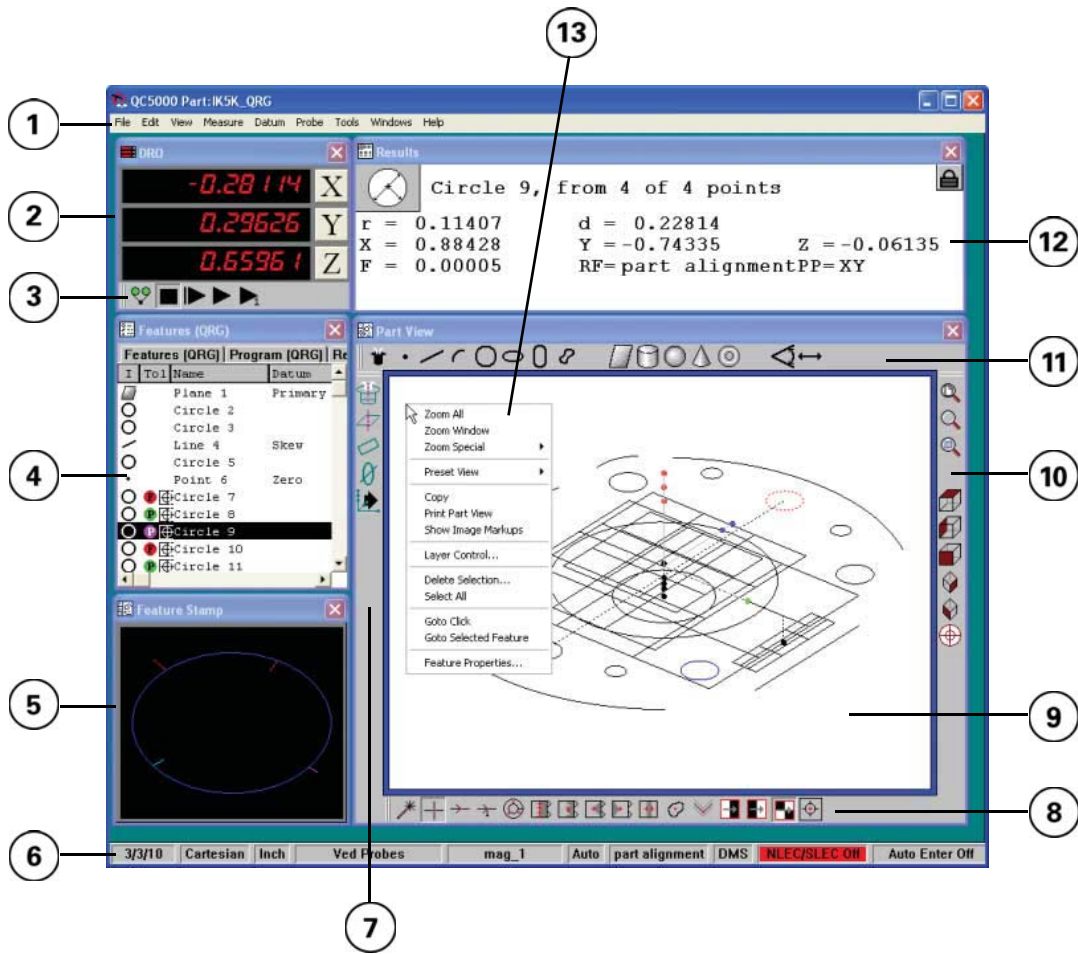 13
QC5000 Part:IK5K_QRG
1
File Edit View Measure Datum Probe Tools Windows Help
DRO
Results
2
-0.28114 X
0.29626 Y
0.65961 Z
Circle 9, from 4 of 4 points
r = 0.11407 d = 0.22814
X = 0.88428 Y =-0.74335 Z =-0.06135
F = 0.00005 RF=part alignmentPP=XY
12
3
1
Features (QRG)
Part View
Features (QRG) Program (QRG) Re
11
I Tol Name Datum
Plane 1 Primary
Circle 2
Circle 3
Line 4 Skew
Circle 5
4
Point 6 Zero
P Circle 7
P Circle 8
P Circle 9
P Circle 10
P Circle 11
Zoom All
Zoom Window
Zoom Special
Preset View
Copy
Print Part View
Show Image Markups
Layer Control...
Delete Selection...
Select All
Goto Click
Goto Selected Feature
Feature Properties...
10
Feature Stamp
5
9
8
6
3/3/10 Cartesian Inch Ved Probes mag_1 Auto part alignment DMS NLEC/SLEC Off Auto Enter Off
7